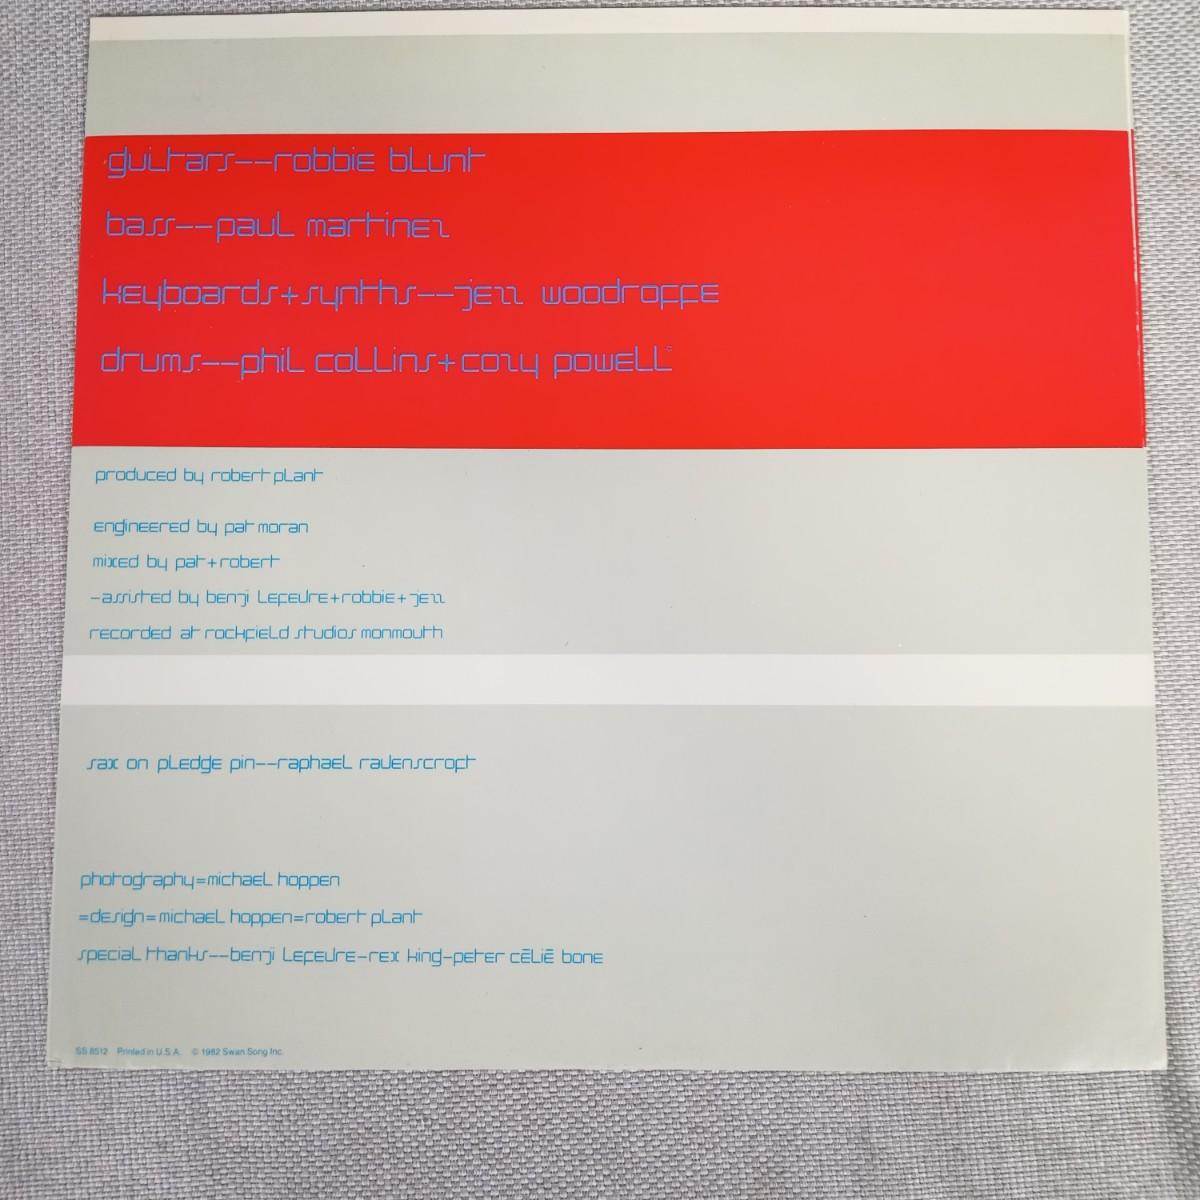 guitars--robbie blunt
bass--paul martinez
keyboards+synths--jezz woodroffe
drums--phil collins+cozy powell°
produced by robert plant
engineered by pat moran
mixed by pat+robert
-assisted by benji lefevre+robbie+jezz
recorded at rockfield studios monmouth
sax on pledge pin--raphael ravenscroft
photography=michael hoppen
=design=michael hoppen=robert plant
special thanks--benji lefevre-rex king-peter cēliē bone
SS 8512 Printed in U.S.A. © 1982 Swan Song Inc.